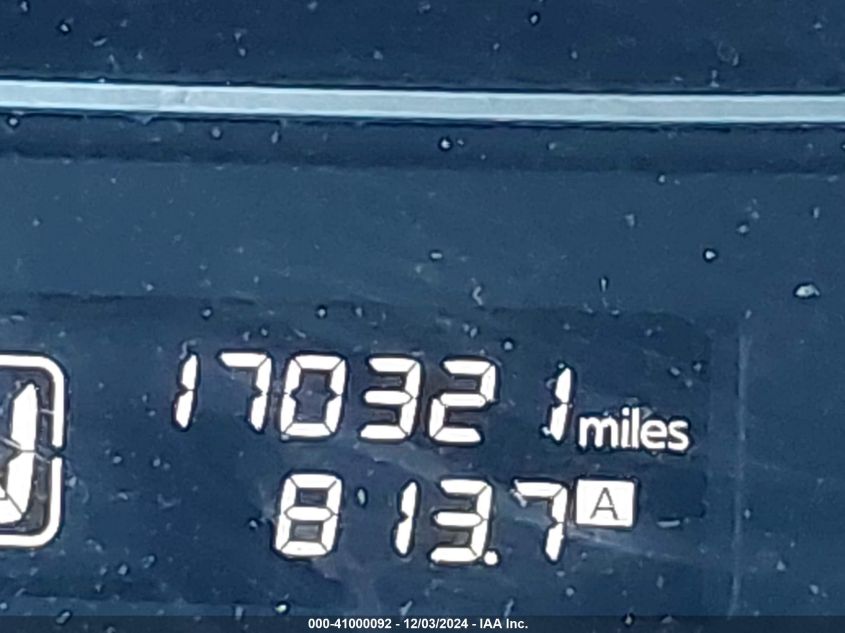 170321 miles
813.7 A
000-41000092 - 12/03/2024 - IAA Inc.